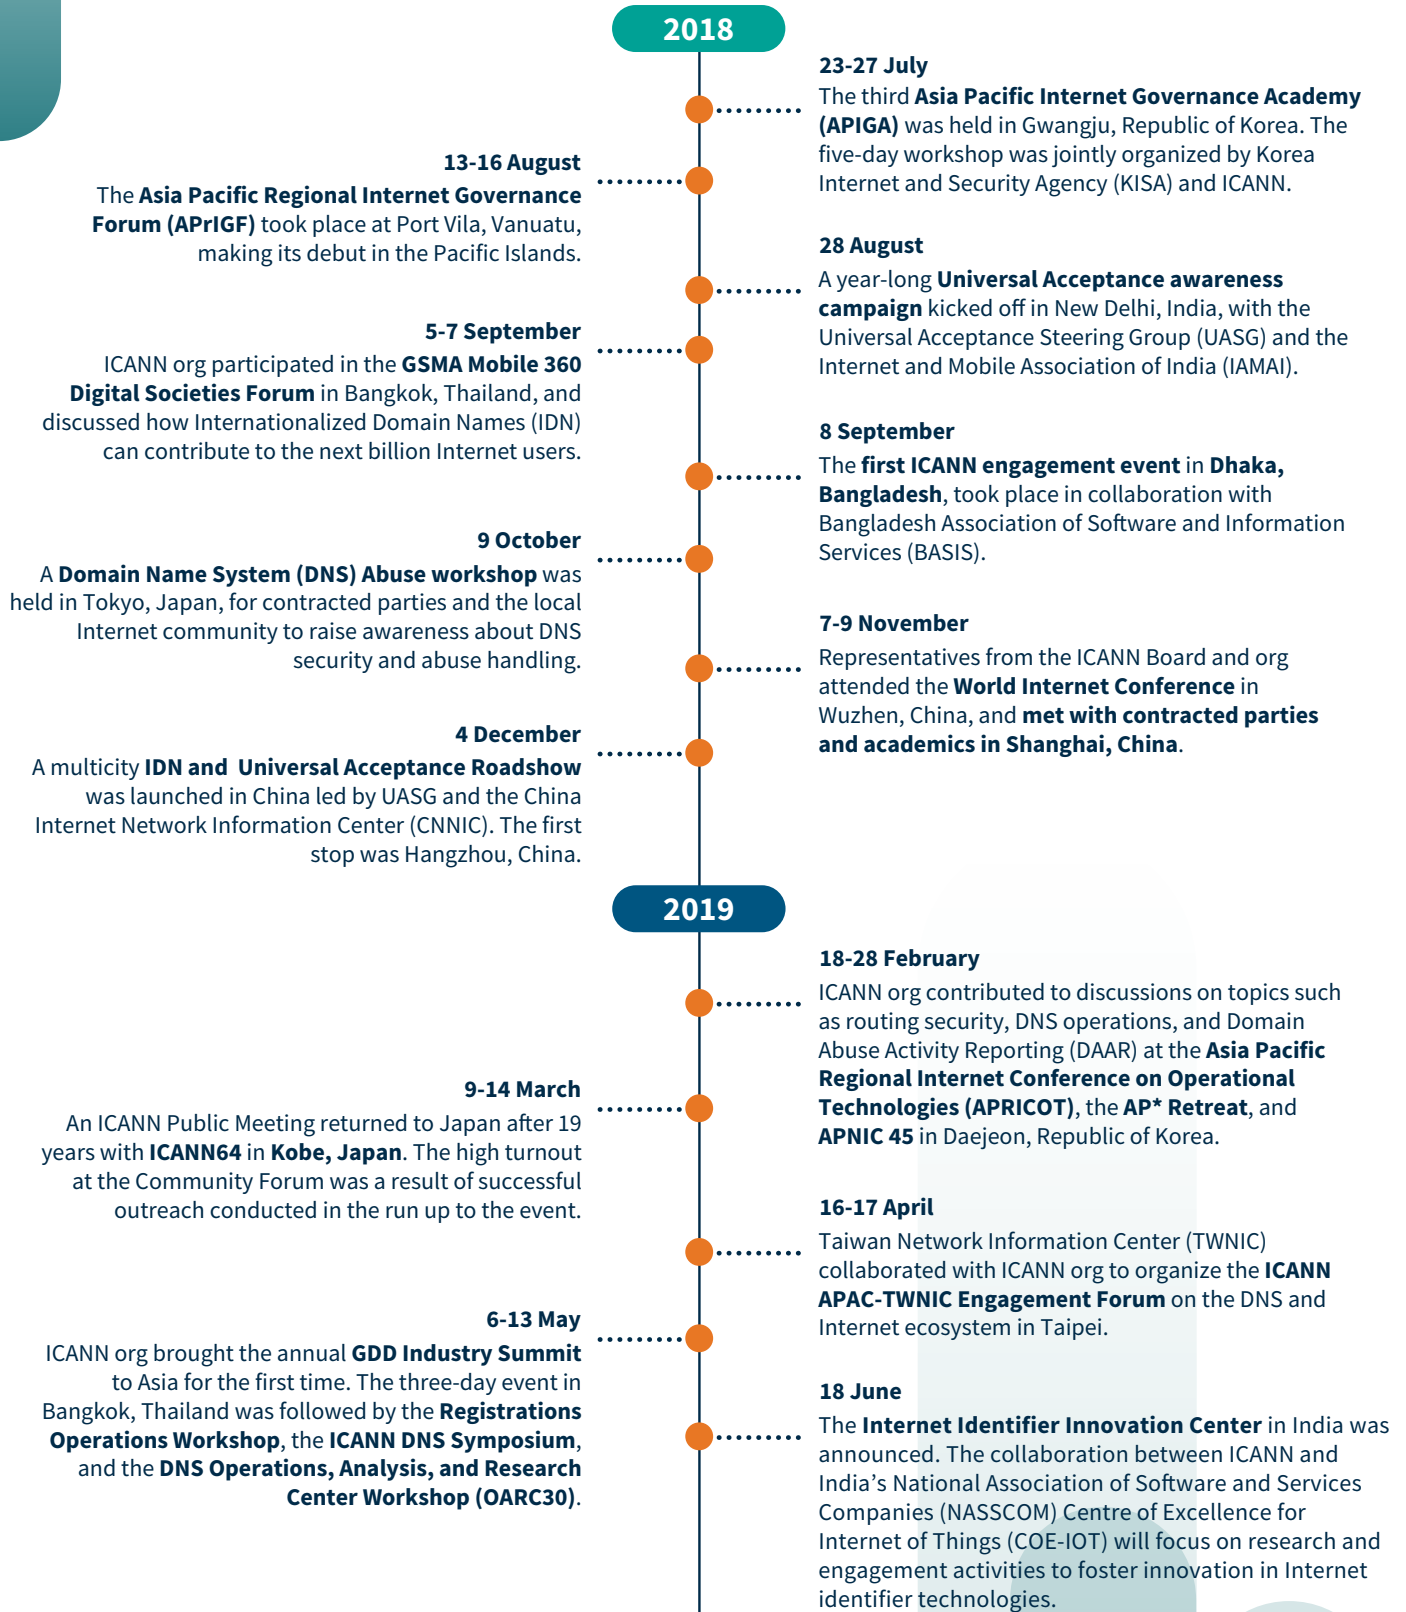 2018
23-27 July
The third Asia Pacific Internet Governance Academy
(APIGA) was held in Gwangju, Republic of Korea. The
five-day workshop was jointly organized by Korea
Internet and Security Agency (KISA) and ICANN.
13-16 August
The Asia Pacific Regional Internet Governance
Forum (APrIGF) took place at Port Vila, Vanuatu,
making its debut in the Pacific Islands.
28 August
A year-long Universal Acceptance awareness
campaign kicked off in New Delhi, India, with the
Universal Acceptance Steering Group (UASG) and the
Internet and Mobile Association of India (IAMAI).
5-7 September
ICANN org participated in the GSMA Mobile 360
Digital Societies Forum in Bangkok, Thailand, and
discussed how Internationalized Domain Names (IDN)
can contribute to the next billion Internet users.
8 September
The first ICANN engagement event in Dhaka,
Bangladesh, took place in collaboration with
Bangladesh Association of Software and Information
Services (BASIS).
9 October
A Domain Name System (DNS) Abuse workshop was
held in Tokyo, Japan, for contracted parties and the local
Internet community to raise awareness about DNS
security and abuse handling.
7-9 November
Representatives from the ICANN Board and org
attended the World Internet Conference in
Wuzhen, China, and met with contracted parties
and academics in Shanghai, China.
4 December
A multicity IDN and  Universal Acceptance Roadshow
was launched in China led by UASG and the China
Internet Network Information Center (CNNIC). The first
stop was Hangzhou, China.
2019
18-28 February
ICANN org contributed to discussions on topics such
as routing security, DNS operations, and Domain
Abuse Activity Reporting (DAAR) at the Asia Pacific
Regional Internet Conference on Operational
Technologies (APRICOT), the AP* Retreat, and
APNIC 45 in Daejeon, Republic of Korea.
9-14 March
An ICANN Public Meeting returned to Japan after 19
years with ICANN64 in Kobe, Japan. The high turnout
at the Community Forum was a result of successful
outreach conducted in the run up to the event.
16-17 April
Taiwan Network Information Center (TWNIC)
collaborated with ICANN org to organize the ICANN
APAC-TWNIC Engagement Forum on the DNS and
Internet ecosystem in Taipei.
6-13 May
ICANN org brought the annual GDD Industry Summit
to Asia for the first time. The three-day event in
Bangkok, Thailand was followed by the Registrations
Operations Workshop, the ICANN DNS Symposium,
and the DNS Operations, Analysis, and Research
Center Workshop (OARC30).
18 June
The Internet Identifier Innovation Center in India was
announced. The collaboration between ICANN and
India’s National Association of Software and Services
Companies (NASSCOM) Centre of Excellence for
Internet of Things (COE-IOT) will focus on research and
engagement activities to foster innovation in Internet
identifier technologies.